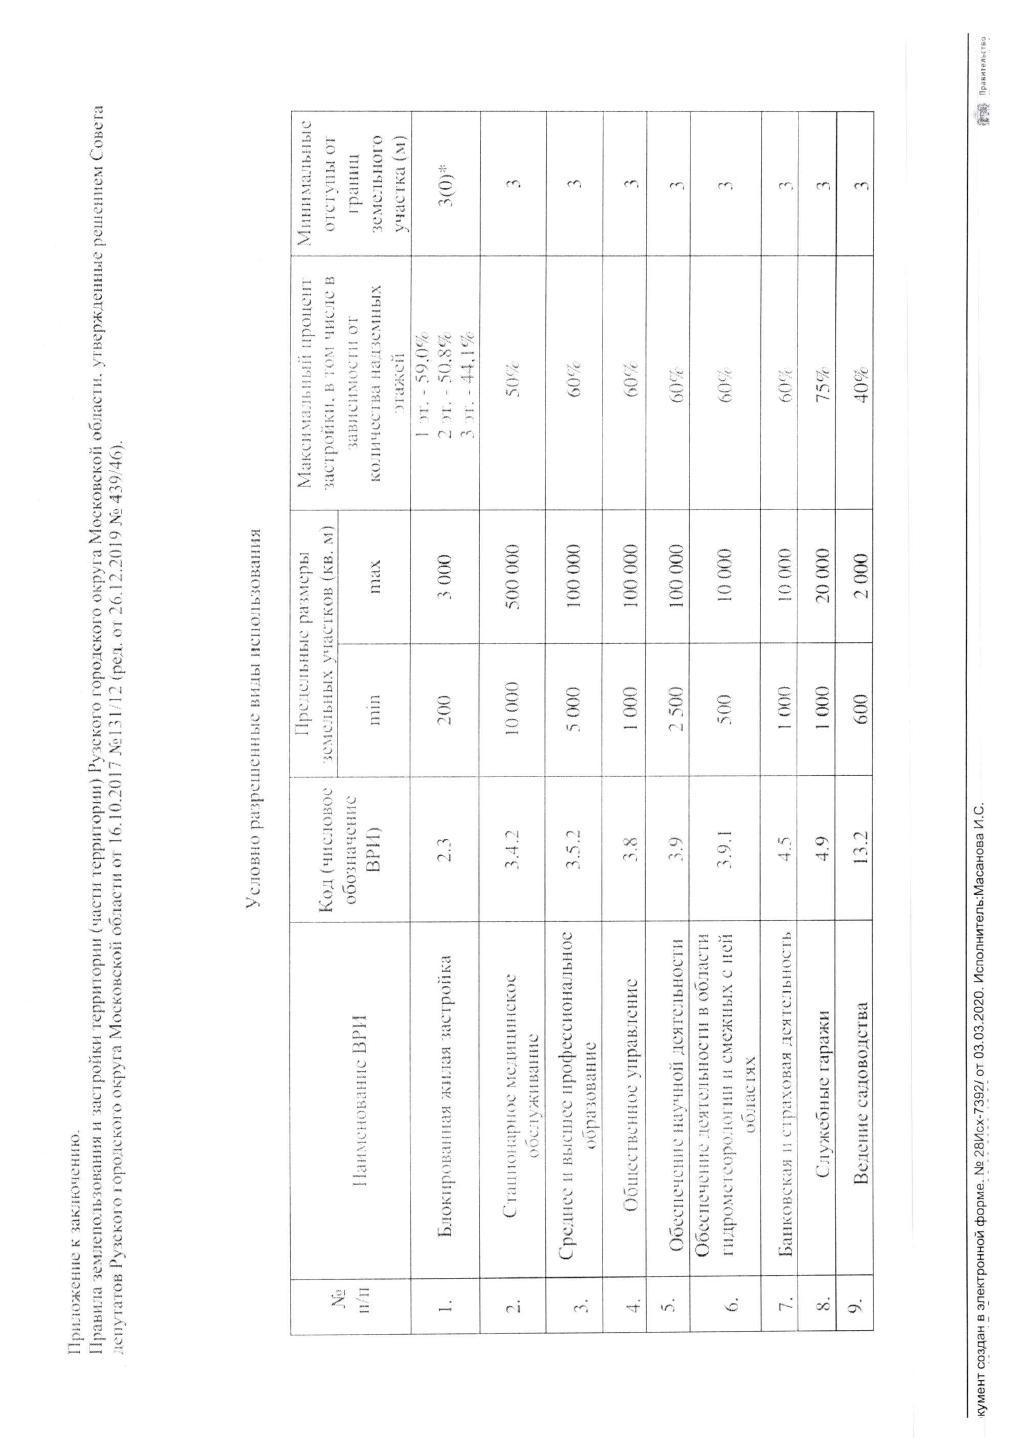 Приложение к заключению.
Правила землепользования и застройки территории (части территории) Рузского городского округа Московской области, утвержденные решением Совета
депутатов Рузского городского округа Московской области от 16.10.2017 №131/12 (ред. от 26.12.2019 № 439/46).
Условно разрешенные виды использования
№ п/п
Наименование ВРИ
Код (числовое обозначение ВРИ)
Предельные размеры земельных участков (кв. м)
min
max
Максимальный процент застройки, в том числе в зависимости от количества надземных этажей
Минимальные отступы от границ земельного участка (м)
1. Блокированная жилая застройка 2.3 200 3 000 1 эт. - 59.0%
2 эт. - 50.8%
3 эт. - 44.1%
3(0)*
2. Стационарное медицинское обслуживание 3.4.2 10 000 500 000 50% 3
3. Среднее и высшее профессиональное образование 3.5.2 5 000 100 000 60% 3
4. Общественное управление 3.8 1 000 100 000 60% 3
5. Обеспечение научной деятельности 3.9 2 500 100 000 60% 3
6. Обеспечение деятельности в области гидрометеорологии и смежных с ней областях 3.9.1 500 10 000 60% 3
7. Банковская и страховая деятельность 4.5 1 000 10 000 60% 3
8. Служебные гаражи 4.9 1 000 20 000 75% 3
9. Ведение садоводства 13.2 600 2 000 40% 3
кумент создан в электронной форме. № 28Исх-7392/ от 03.03.2020. Исполнитель:Масанова И.С.
Правительство